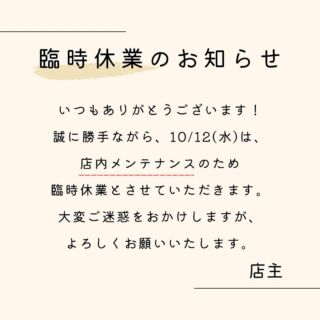 臨時休業のお知らせ
いつもありがとうございます！
誠に勝手ながら、10/12(水)は、
店内メンテナンスのため
臨時休業とさせていただきます。
大変ご迷惑をおかけしますが、
よろしくお願いいたします。
店主